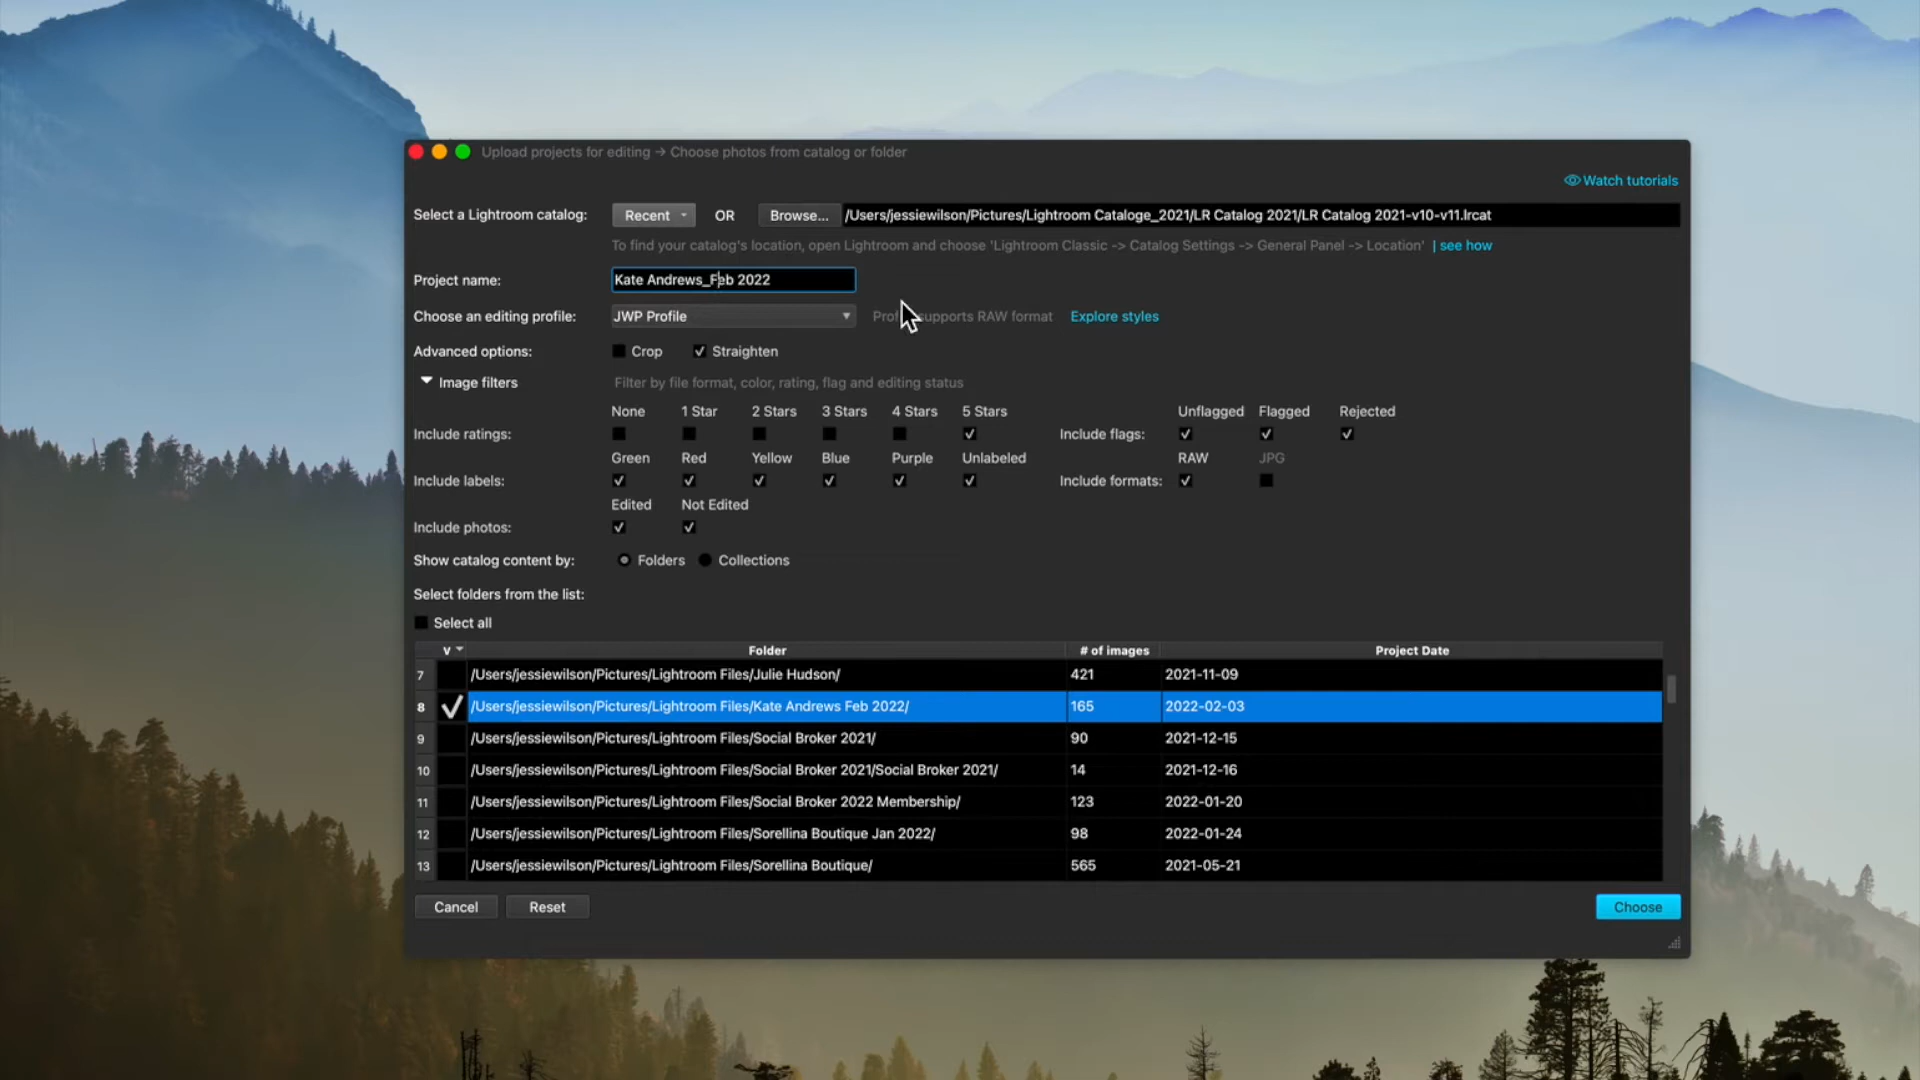 Upload projects for editing → Choose photos from catalog or folder
Watch tutorials
Select a Lightroom catalog: Recent OR Browse... /Users/jessiewilson/Pictures/Lightroom Cataloge_2021/LR Catalog 2021/LR Catalog 2021-v10-v11.lrcat
To find your catalog's location, open Lightroom and choose 'Lightroom Classic -> Catalog Settings -> General Panel -> Location' | see how
Project name: Kate Andrews_Feb 2022
Choose an editing profile: JWP Profile supports RAW format Explore styles
Advanced options: Crop Straighten
Image filters Filter by file format, color, rating, flag and editing status
None 1 Star 2 Stars 3 Stars 4 Stars 5 Stars Unflagged Flagged Rejected
Include ratings: Include flags:
Green Red Yellow Blue Purple Unlabeled RAW JPG
Include labels: Include formats:
Edited Not Edited
Include photos:
Show catalog content by: Folders Collections
Select folders from the list:
Select all
v Folder # of images Project Date
7 /Users/jessiewilson/Pictures/Lightroom Files/Julie Hudson/ 421 2021-11-09
8 /Users/jessiewilson/Pictures/Lightroom Files/Kate Andrews Feb 2022/ 165 2022-02-03
9 /Users/jessiewilson/Pictures/Lightroom Files/Social Broker 2021/ 90 2021-12-15
10 /Users/jessiewilson/Pictures/Lightroom Files/Social Broker 2021/Social Broker 2021/ 14 2021-12-16
11 /Users/jessiewilson/Pictures/Lightroom Files/Social Broker 2022 Membership/ 123 2022-01-20
12 /Users/jessiewilson/Pictures/Lightroom Files/Sorellina Boutique Jan 2022/ 98 2022-01-24
13 /Users/jessiewilson/Pictures/Lightroom Files/Sorellina Boutique/ 565 2021-05-21
Cancel Reset Choose